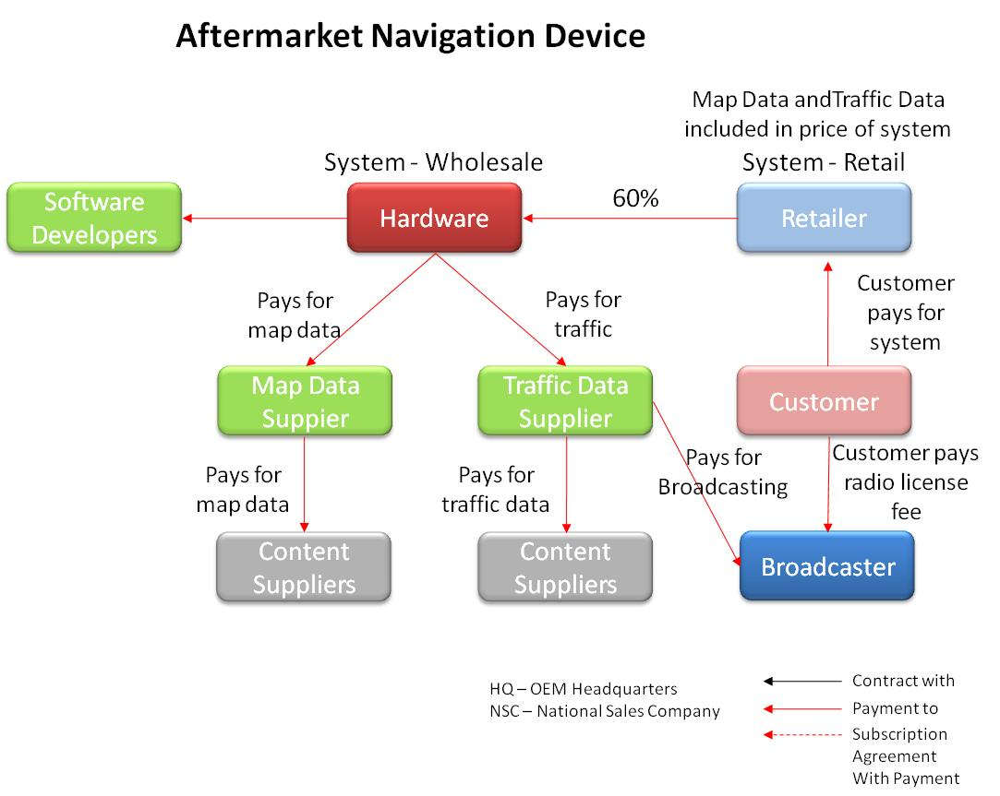 Aftermarket Navigation Device
Map Data andTraffic Data
included in price of system
System - Wholesale
System - Retail
Software
Developers
Hardware
60%
Retailer
Pays for
map data
Pays for
traffic
Customer
pays for
system
Map Data
Suppier
Traffic Data
Supplier
Customer
Pays for
map data
Pays for
traffic data
Pays for
Broadcasting
Customer pays
radio license
fee
Content
Suppliers
Content
Suppliers
Broadcaster
HQ – OEM Headquarters
NSC – National Sales Company
Contract with
Payment to
Subscription
Agreement
With Payment